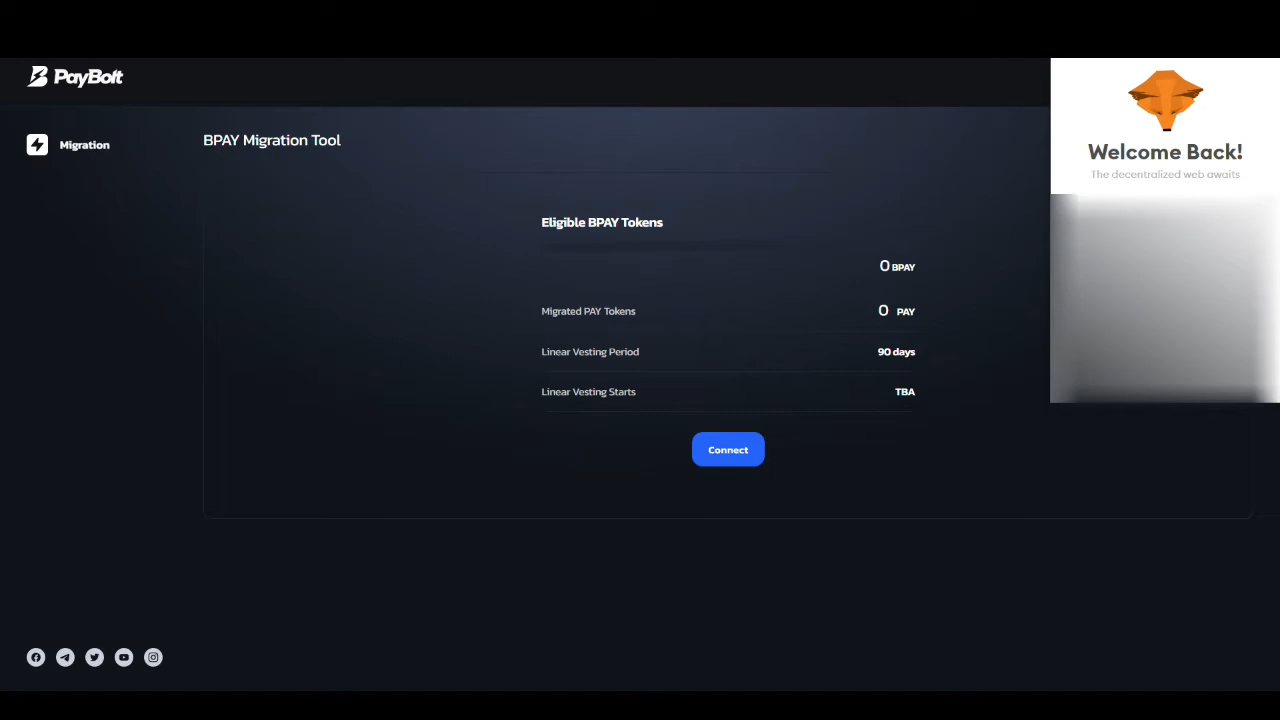 PayBolt
Migration
BPAY Migration Tool
Eligible BPAY Tokens
0 BPAY
Migrated PAY Tokens 0 PAY
Linear Vesting Period 90 days
Linear Vesting Starts TBA
Connect
Welcome Back!
The decentralized web awaits